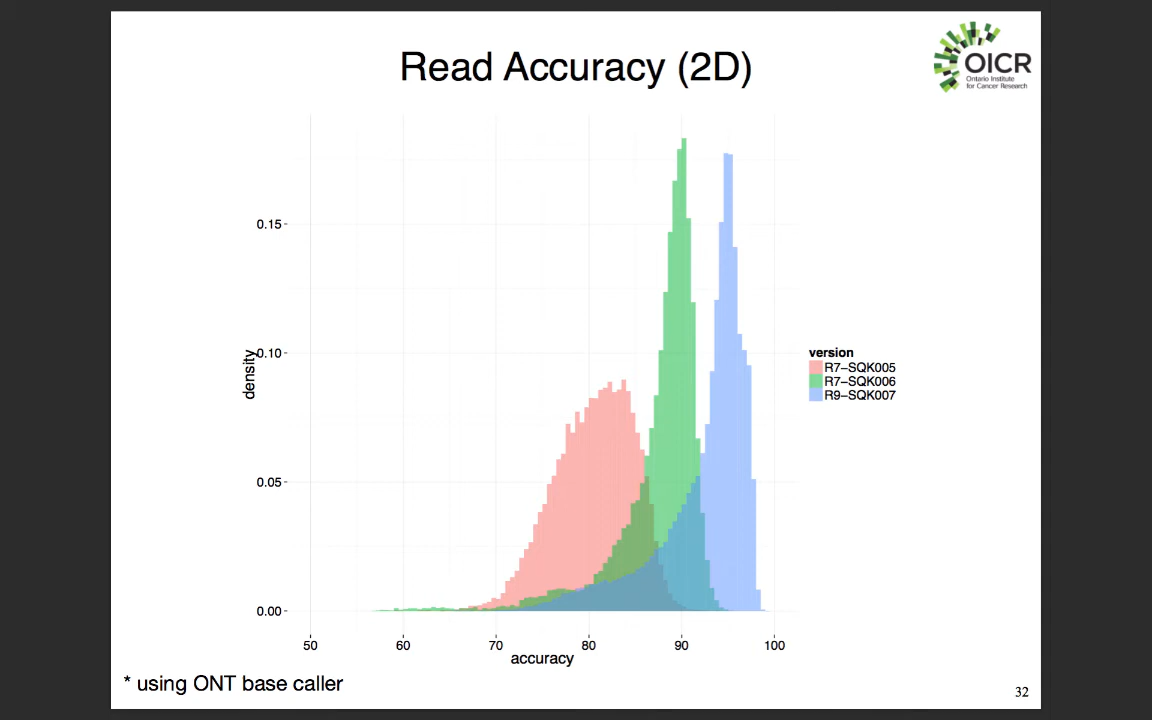 Read Accuracy (2D)
OICR
Ontario Institute
for Cancer Research
0.15
0.10
0.05
0.00
density
50 60 70 80 90 100
accuracy
version
R7-SQK005
R7-SQK006
R9-SQK007
* using ONT base caller
32